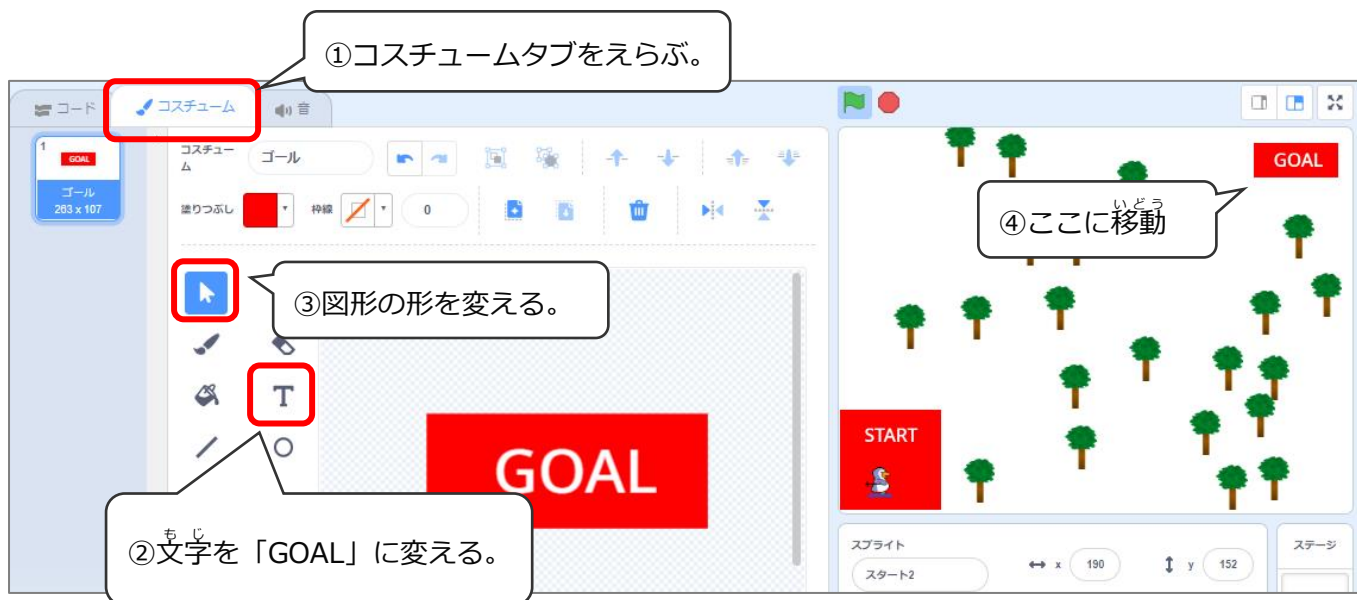 ①コスチュームタブをえらぶ。
コード
コスチューム
音
1
GOAL
ゴール
263 x 107
コスチューム
ゴール
塗りつぶし
枠線
0
③図形の形を変える。
T
GOAL
②文字を「GOAL」に変える。
もじ
GOAL
④ここに移動
いどう
START
スプライト
スタート2
x
190
y
152
ステージ